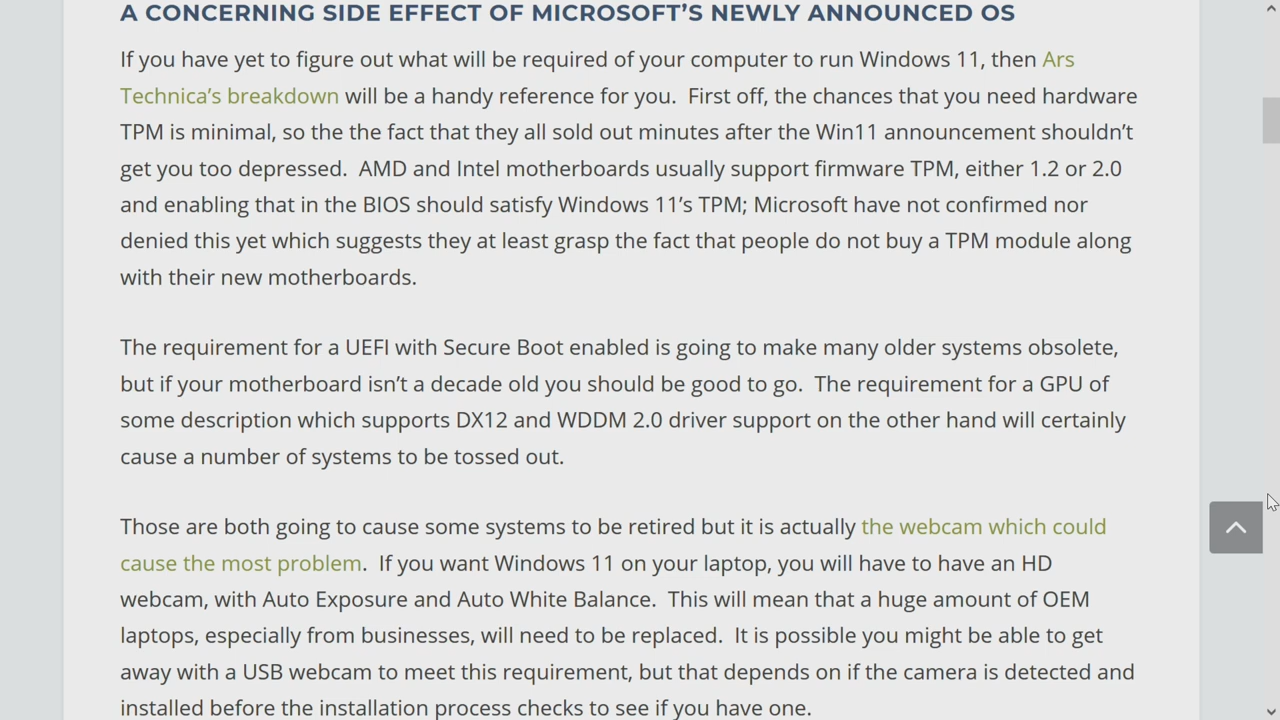 A CONCERNING SIDE EFFECT OF MICROSOFT'S NEWLY ANNOUNCED OS
If you have yet to figure out what will be required of your computer to run Windows 11, then Ars
Technica's breakdown will be a handy reference for you.  First off, the chances that you need hardware
TPM is minimal, so the the fact that they all sold out minutes after the Win11 announcement shouldn't
get you too depressed.  AMD and Intel motherboards usually support firmware TPM, either 1.2 or 2.0
and enabling that in the BIOS should satisfy Windows 11's TPM; Microsoft have not confirmed nor
denied this yet which suggests they at least grasp the fact that people do not buy a TPM module along
with their new motherboards.
The requirement for a UEFI with Secure Boot enabled is going to make many older systems obsolete,
but if your motherboard isn't a decade old you should be good to go.  The requirement for a GPU of
some description which supports DX12 and WDDM 2.0 driver support on the other hand will certainly
cause a number of systems to be tossed out.
Those are both going to cause some systems to be retired but it is actually the webcam which could
cause the most problem.  If you want Windows 11 on your laptop, you will have to have an HD
webcam, with Auto Exposure and Auto White Balance.  This will mean that a huge amount of OEM
laptops, especially from businesses, will need to be replaced.  It is possible you might be able to get
away with a USB webcam to meet this requirement, but that depends on if the camera is detected and
installed before the installation process checks to see if you have one.